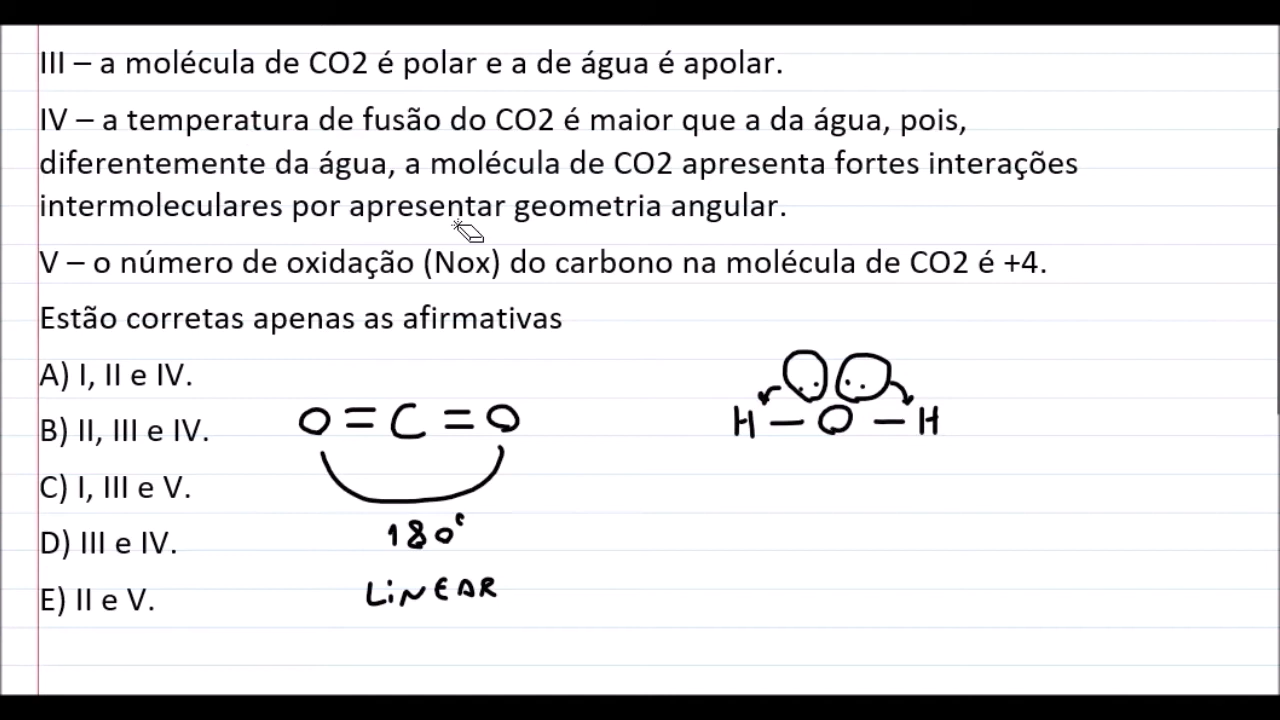 III – a molécula de CO2 é polar e a de água é apolar.
IV – a temperatura de fusão do CO2 é maior que a da água, pois,
diferentemente da água, a molécula de CO2 apresenta fortes interações
intermoleculares por apresentar geometria angular.
V – o número de oxidação (Nox) do carbono na molécula de CO2 é +4.
Estão corretas apenas as afirmativas
A) I, II e IV.
B) II, III e IV.
C) I, III e V.
D) III e IV.
E) II e V.
O = C = O
180°
LiNEAR
H — O — H